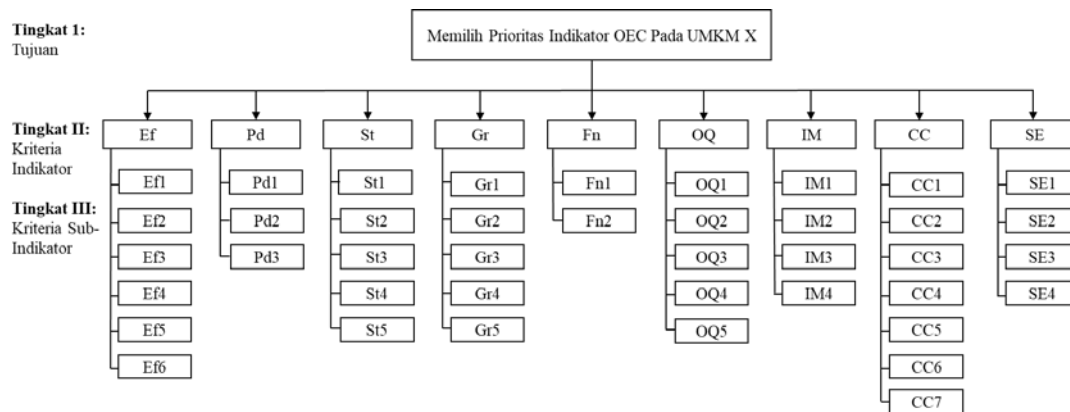 Tingkat 1:
Tujuan
Memilih Prioritas Indikator OEC Pada UMKM X
Tingkat II:
Kriteria
Indikator
Ef
Pd
St
Gr
Fn
OQ
IM
CC
SE
Tingkat III:
Kriteria Sub-
Indikator
Ef1
Ef2
Ef3
Ef4
Ef5
Ef6
Pd1
Pd2
Pd3
St1
St2
St3
St4
St5
Gr1
Gr2
Gr3
Gr4
Gr5
Fn1
Fn2
OQ1
OQ2
OQ3
OQ4
OQ5
IM1
IM2
IM3
IM4
CC1
CC2
CC3
CC4
CC5
CC6
CC7
SE1
SE2
SE3
SE4